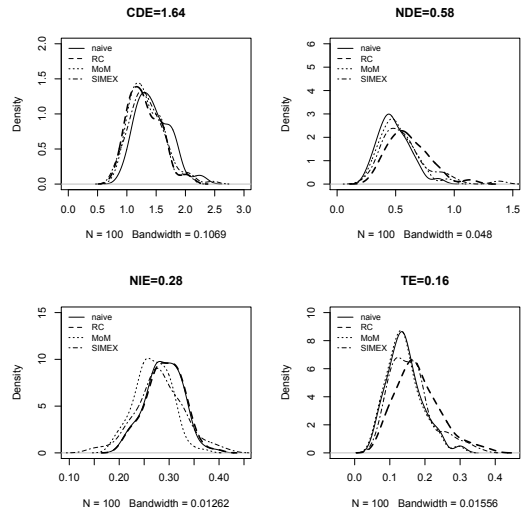 CDE=1.64
Density
0.0 0.5 1.0 1.5 2.0
naive
RC
MoM
SIMEX
0.0 0.5 1.0 1.5 2.0 2.5 3.0
N = 100 Bandwidth = 0.1069
NDE=0.58
Density
0 1 2 3 4 5 6
naive
RC
MoM
SIMEX
0.0 0.5 1.0 1.5
N = 100 Bandwidth = 0.048
NIE=0.28
Density
0 5 10 15
naive
RC
MoM
SIMEX
0.10 0.20 0.30 0.40
N = 100 Bandwidth = 0.01262
TE=0.16
Density
0 2 4 6 8 10
naive
RC
MoM
SIMEX
0.0 0.1 0.2 0.3 0.4
N = 100 Bandwidth = 0.01556